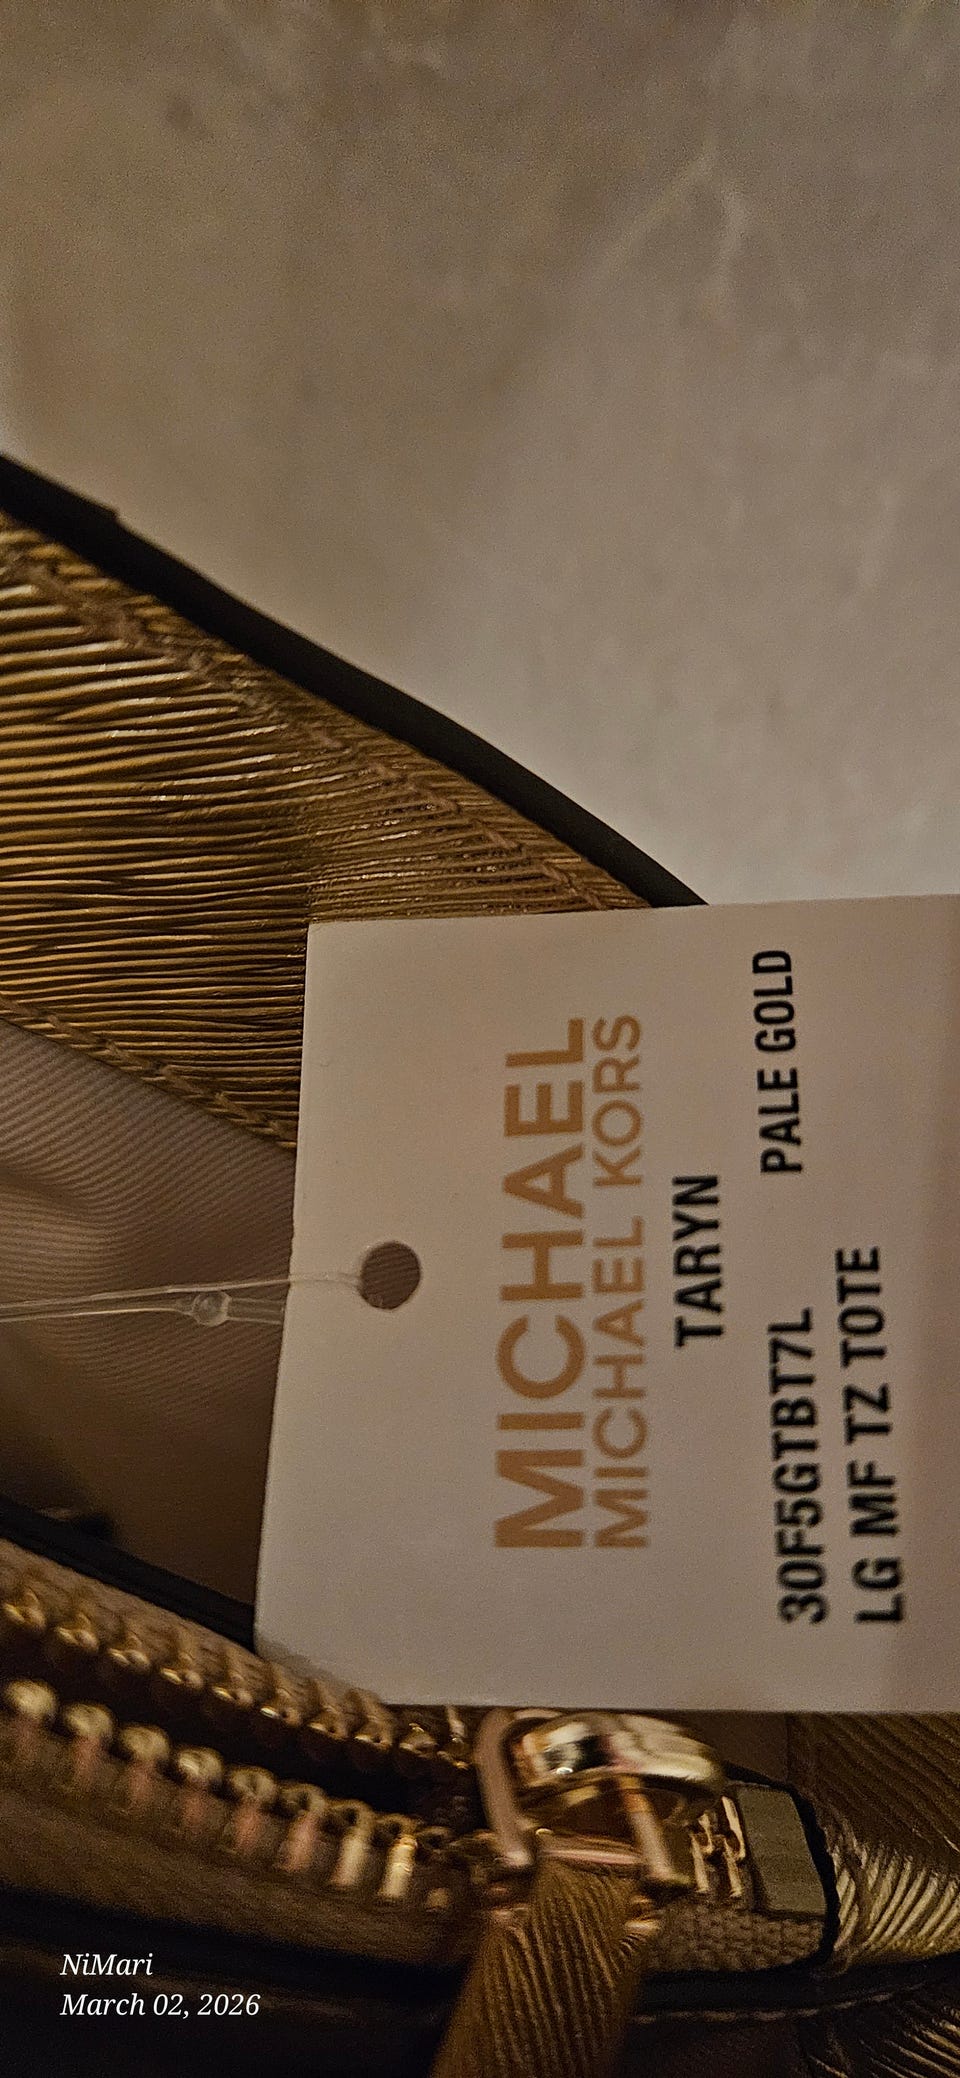 MICHAEL
MICHAEL KORS
TARYN
30F5GTBT7L PALE GOLD
LG MF TZ TOTE
NiMari
March 02, 2026